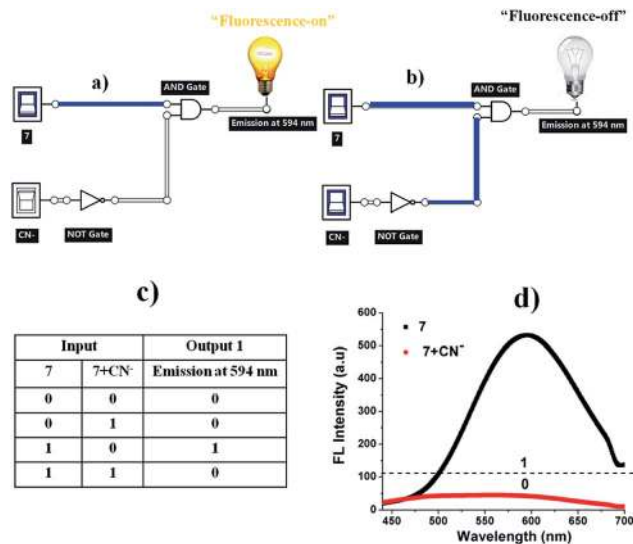 “Fluorescence-on”
a)
AND Gate
7
Emission at 594 nm
CN-
NOT Gate
“Fluorescence-off”
b)
AND Gate
7
Emission at 594 nm
CN-
NOT Gate
c)
Input Output 1
7 7+CN- Emission at 594 nm
0 0 0
0 1 0
1 0 1
1 1 0
d)
7
7+CN-
FL Intensity (a.u)
600
500
400
300
200
100
0
1
0
450 500 550 600 650 700
Wavelength (nm)